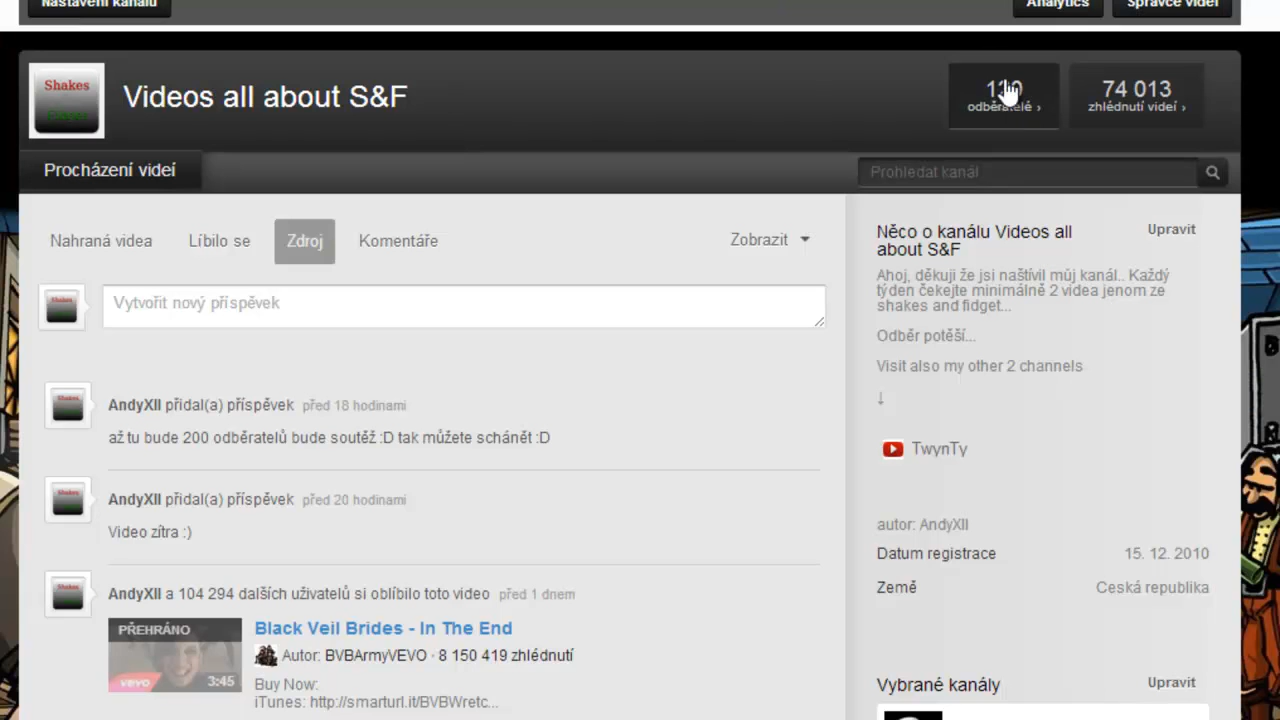 Nastavení kanálu
Analytics
Správce videí
Shakes
Fidget
Videos all about S&F
odběratelé ›
74 013
zhlédnutí videí ›
Procházení videí
Prohledat kanál
Nahraná videa
Líbilo se
Zdroj
Komentáře
Zobrazit
Vytvořit nový příspěvek
AndyXII přidal(a) příspěvek před 18 hodinami
až tu bude 200 odběratelů bude soutěž :D tak můžete schánět :D
AndyXII přidal(a) příspěvek před 20 hodinami
Video zítra :)
AndyXII a 104 294 dalších uživatelů si oblíbilo toto video před 1 dnem
PŘEHRÁNO
vevo
3:45
Black Veil Brides - In The End
Autor: BVBArmyVEVO · 8 150 419 zhlédnutí
Buy Now:
iTunes: http://smarturl.it/BVBWretc...
Něco o kanálu Videos all
about S&F
Upravit
Ahoj, děkuji že jsi naštívil můj kanál.. Každý
týden čekejte minimálně 2 videa jenom ze
shakes and fidget...
Odběr potěší...
Visit also my other 2 channels
↓
TwynTy
autor: AndyXII
Datum registrace 15. 12. 2010
Země Česká republika
Vybrané kanály
Upravit